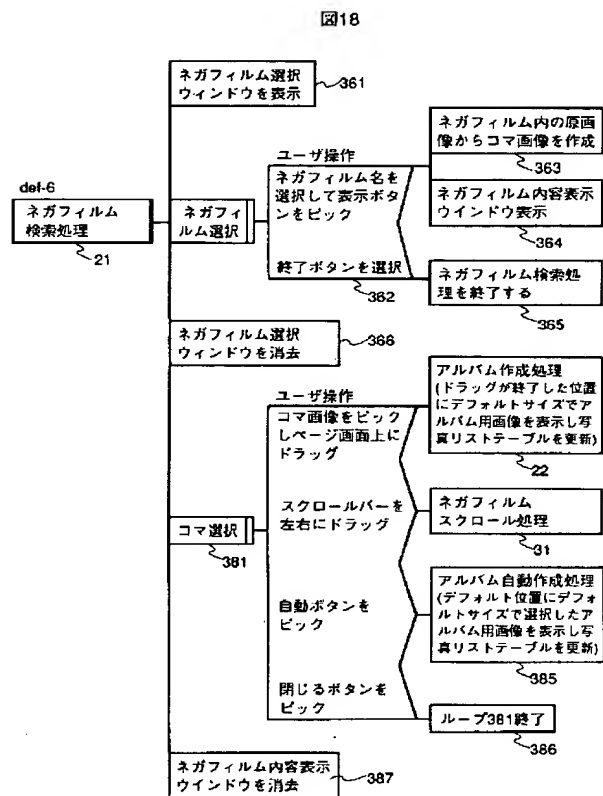 図18
ネガフィルム選択
ウィンドウを表示
361
def-6
ネガフィルム
検索処理
21
ネガフィ
ルム選択
ユーザ操作
ネガフィルム名を
選択して表示ボタ
ンをピック
終了ボタンを選択
362
ネガフィルム内の原画
像からコマ画像を作成
363
ネガフィルム内容表示
ウインドウ表示
364
ネガフィルム検索処
理を終了する
365
ネガフィルム選択
ウィンドウを消去
366
コマ選択
381
ユーザ操作
コマ画像をピック
しページ画面上に
ドラッグ
スクロールバーを
左右にドラッグ
自動ボタンを
ピック
閉じるボタンを
ピック
アルバム作成処理
(ドラッグが終了した位置
にデフォルトサイズでア
ルバム用画像を表示し写
真リストテーブルを更新)
22
ネガフィルム
スクロール処理
31
アルバム自動作成処理
(デフォルト位置にデフォ
ルトサイズで選択したア
ルバム用画像を表示し写
真リストテーブルを更新)
385
ループ381終了
386
ネガフィルム内容表示
ウインドウを消去
387